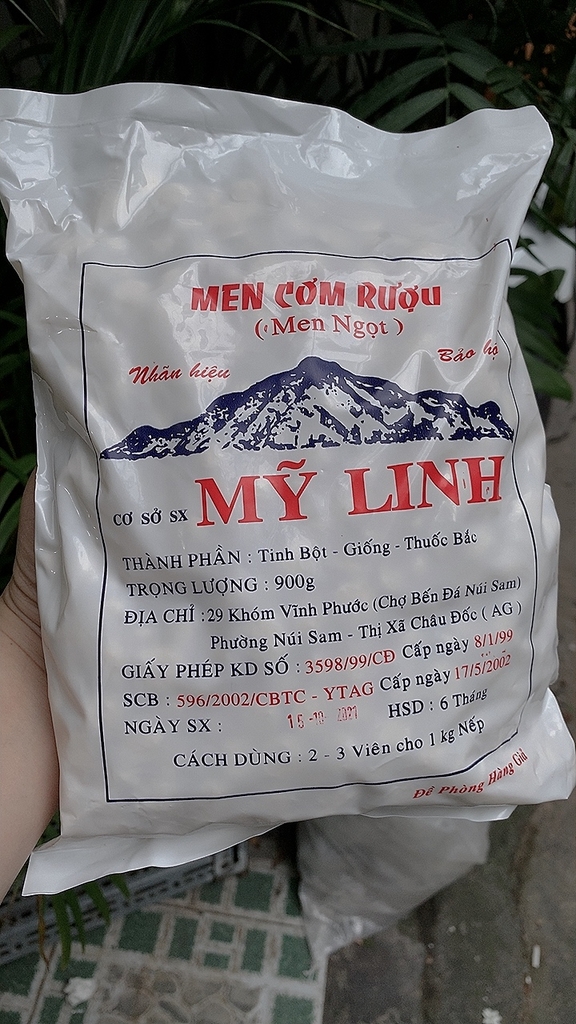 MEN CƠM RƯỢU
( Men Ngọt )
Nhãn hiệu Bảo hộ
CƠ SỞ SX MỸ LINH
THÀNH PHẦN : Tinh Bột - Giống - Thuốc Bắc
TRỌNG LƯỢNG : 900g
ĐỊA CHỈ : 29 Khóm Vĩnh Phước (Chợ Bến Đá Núi Sam)
Phường Núi Sam - Thị Xã Châu Đốc ( AG )
GIẤY PHÉP KD SỐ : 3598/99/CĐ Cấp ngày 8/1/99
SCB : 596/2002/CBTC - YTAG Cấp ngày 17/5/2002
NGÀY SX : 15-10 2021 HSD : 6 Tháng
CÁCH DÙNG : 2 - 3 Viên cho 1 kg Nếp
Đề Phòng Hàng Giả